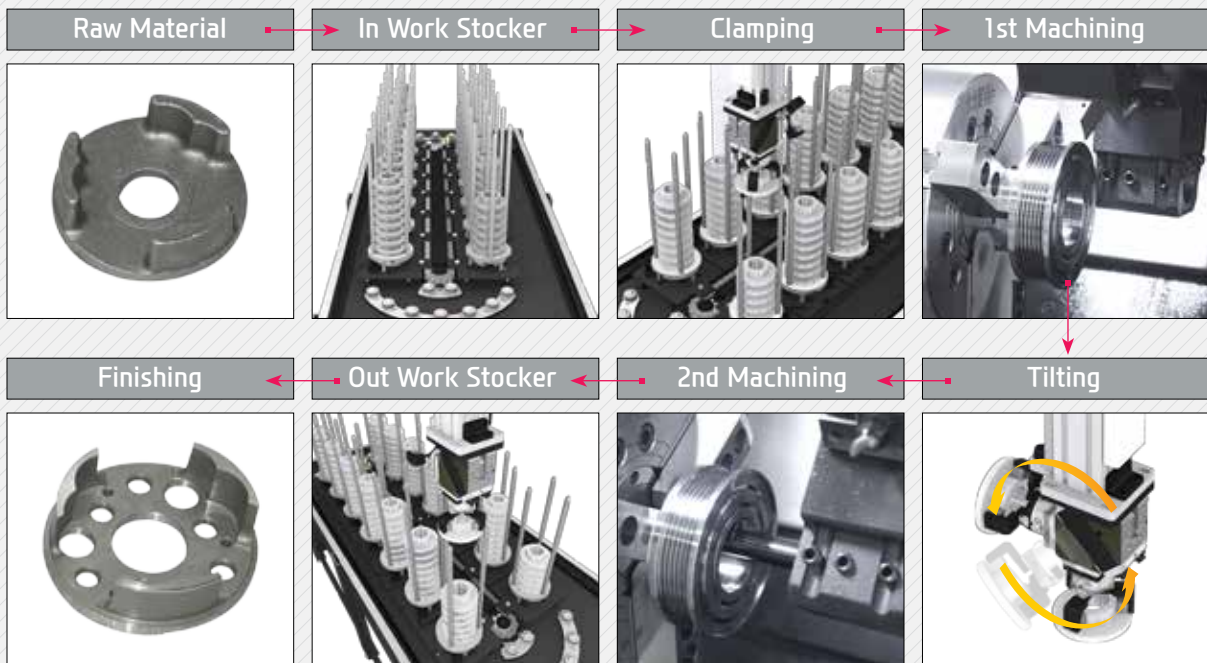 Raw Material
In Work Stocker
Clamping
1st Machining
Finishing
Out Work Stocker
2nd Machining
Tilting